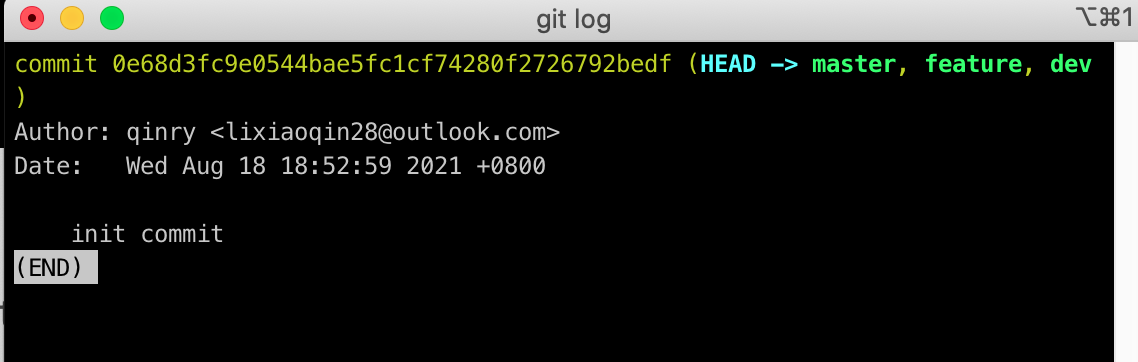 git log
⌥⌘1
commit 0e68d3fc9e0544bae5fc1cf74280f2726792bedf (HEAD -> master, feature, dev
)
Author: qinry <lixiaoqin28@outlook.com>
Date:   Wed Aug 18 18:52:59 2021 +0800
    init commit
(END)